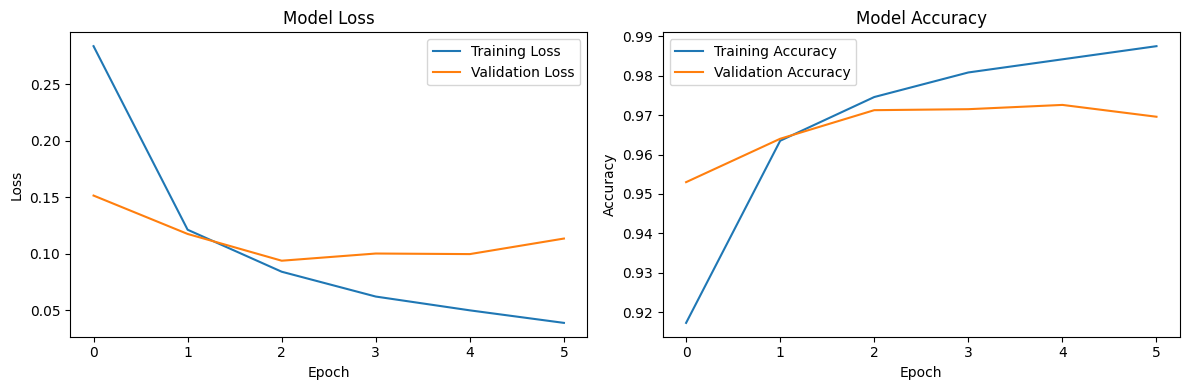 Model Loss
Training Loss
Validation Loss
0.25
0.20
0.15
0.10
0.05
Loss
0 1 2 3 4 5
Epoch
Model Accuracy
Training Accuracy
Validation Accuracy
0.99
0.98
0.97
0.96
0.95
0.94
0.93
0.92
Accuracy
0 1 2 3 4 5
Epoch